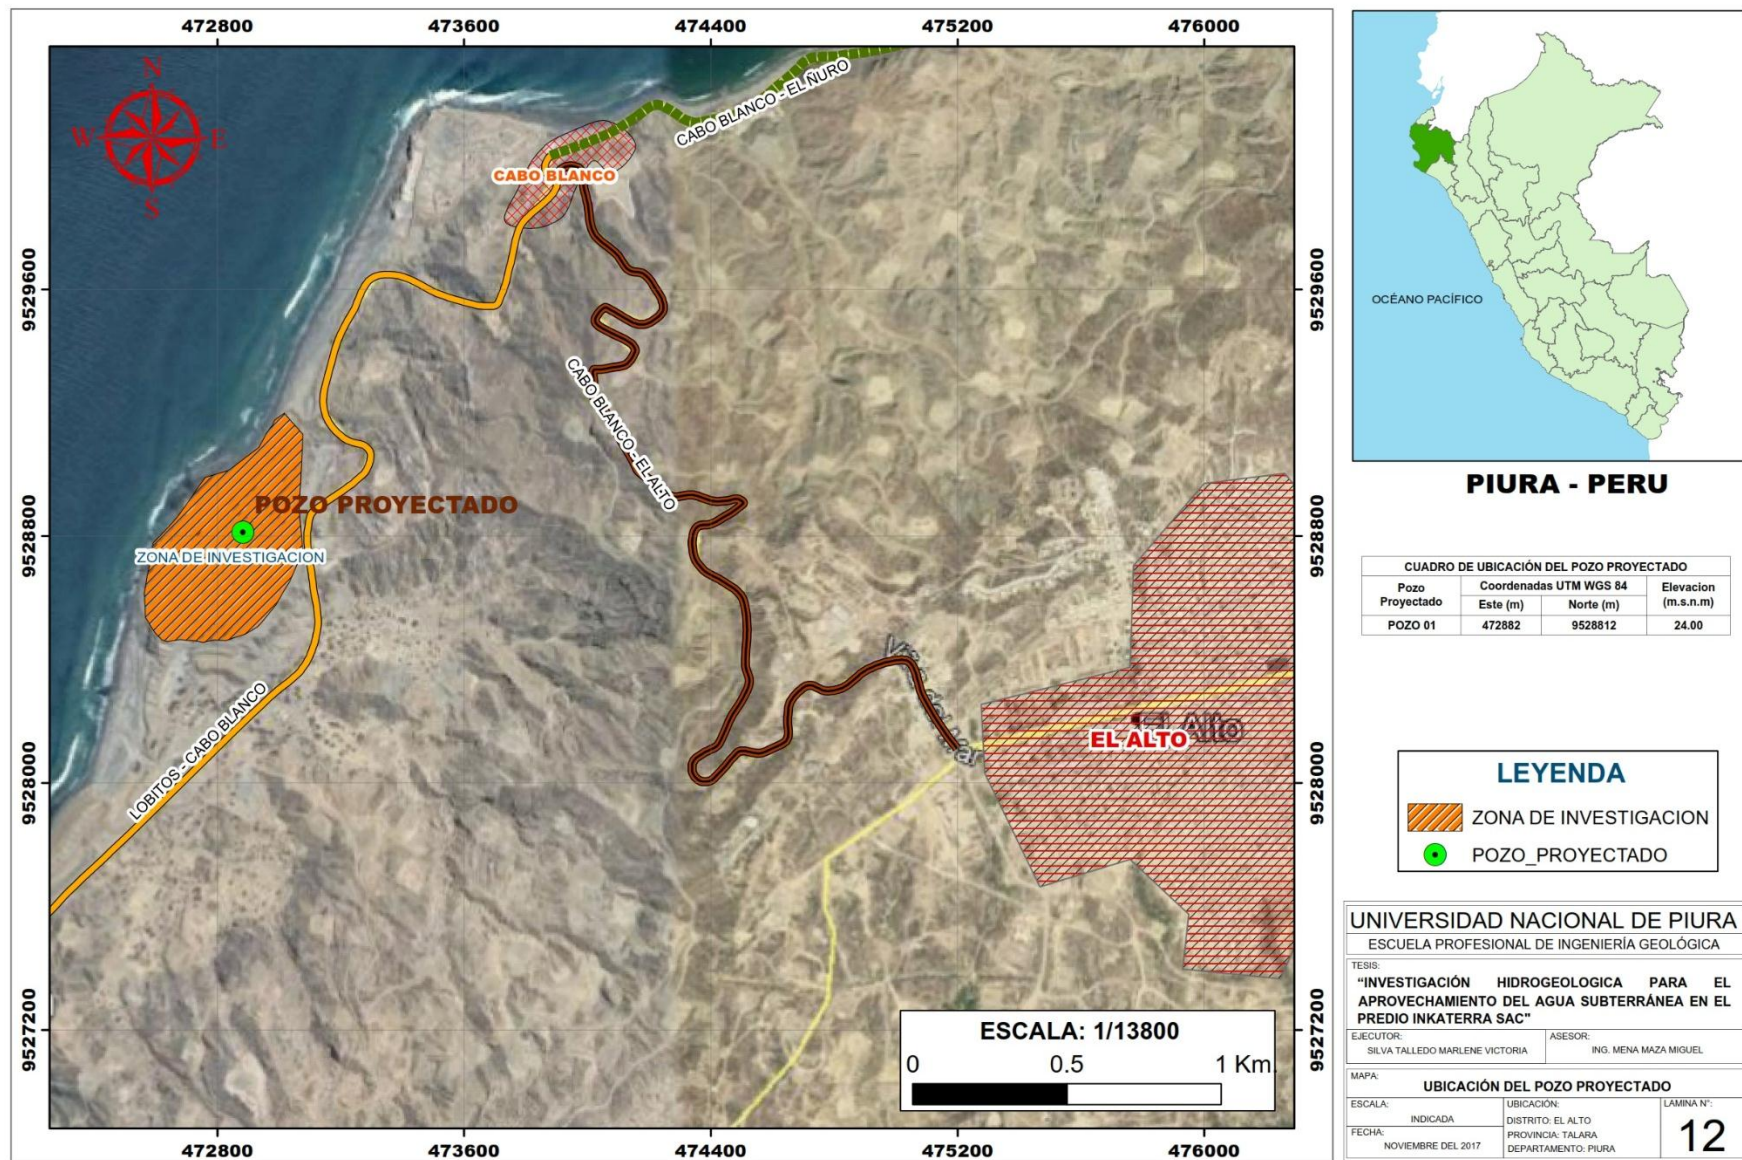 472800 473600 474400 475200 476000
N
W E
S
CABO BLANCO - EL ÑURO
CABO BLANCO
9529600 9529600
CABO BLANCO - EL ALTO
POZO PROYECTADO
9528800 9528800
ZONA DE INVESTIGACION
Vista del Mar
LOBITOS - CABO BLANCO
El Alto
EL ALTO
9528000 9528000
9527200 9527200
ESCALA: 1/13800
0 0.5 1 Km.
472800 473600 474400 475200 476000
OCÉANO PACÍFICO
PIURA - PERU
CUADRO DE UBICACIÓN DEL POZO PROYECTADO
Pozo Proyectado Coordenadas UTM WGS 84 Elevacion (m.s.n.m)
Este (m) Norte (m)
POZO 01 472882 9528812 24.00
LEYENDA
ZONA DE INVESTIGACION
POZO_PROYECTADO
UNIVERSIDAD NACIONAL DE PIURA
ESCUELA PROFESIONAL DE INGENIERÍA GEOLÓGICA
TESIS:
“INVESTIGACIÓN HIDROGEOLOGICA PARA EL
APROVECHAMIENTO DEL AGUA SUBTERRÁNEA EN EL
PREDIO INKATERRA SAC"
EJECUTOR: ASESOR:
SILVA TALLEDO MARLENE VICTORIA ING. MENA MAZA MIGUEL
MAPA:
UBICACIÓN DEL POZO PROYECTADO
ESCALA: UBICACIÓN: LAMINA N°:
INDICADA DISTRITO: EL ALTO
FECHA: PROVINCIA: TALARA 12
NOVIEMBRE DEL 2017 DEPARTAMENTO: PIURA